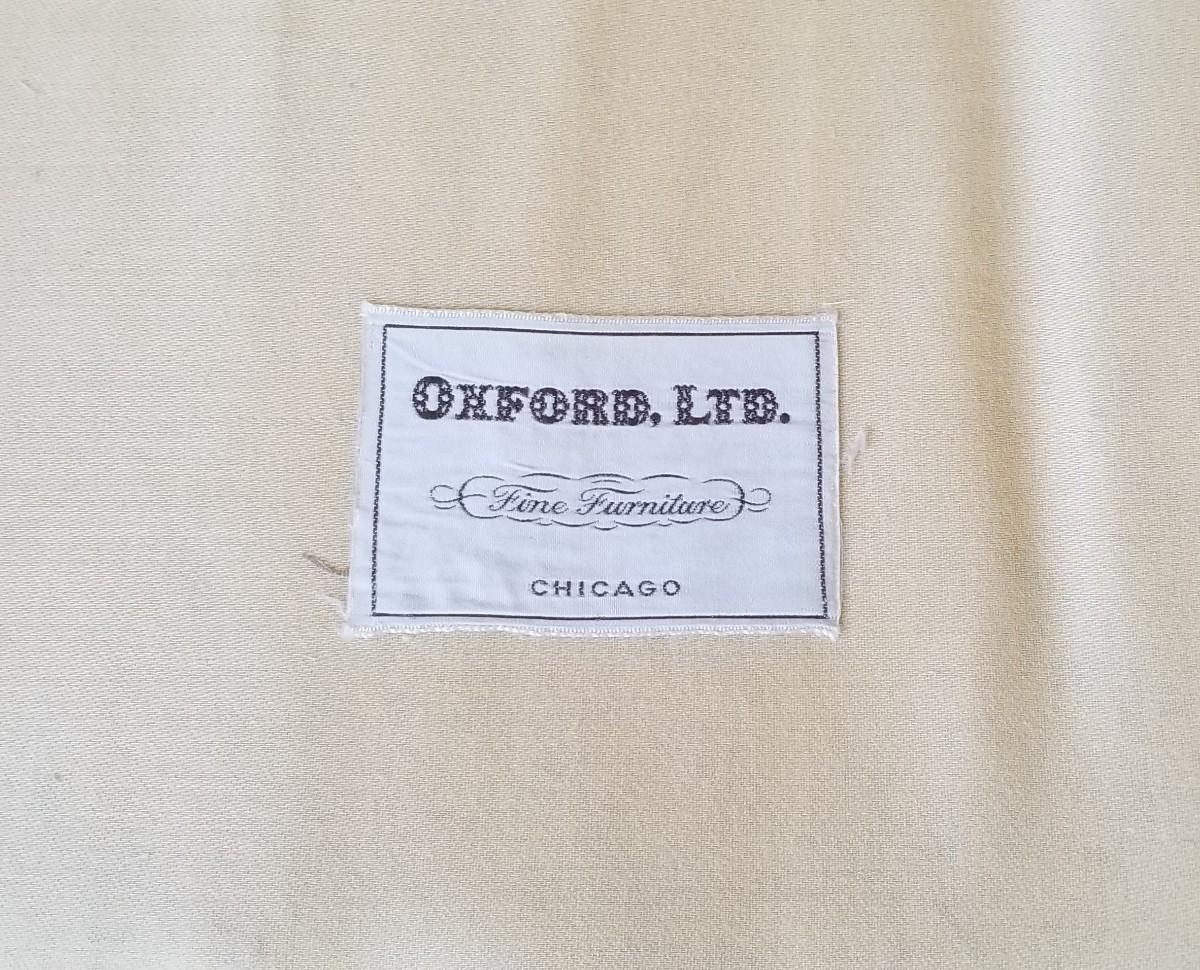 OXFORD, LTD.
Fine Furniture
CHICAGO